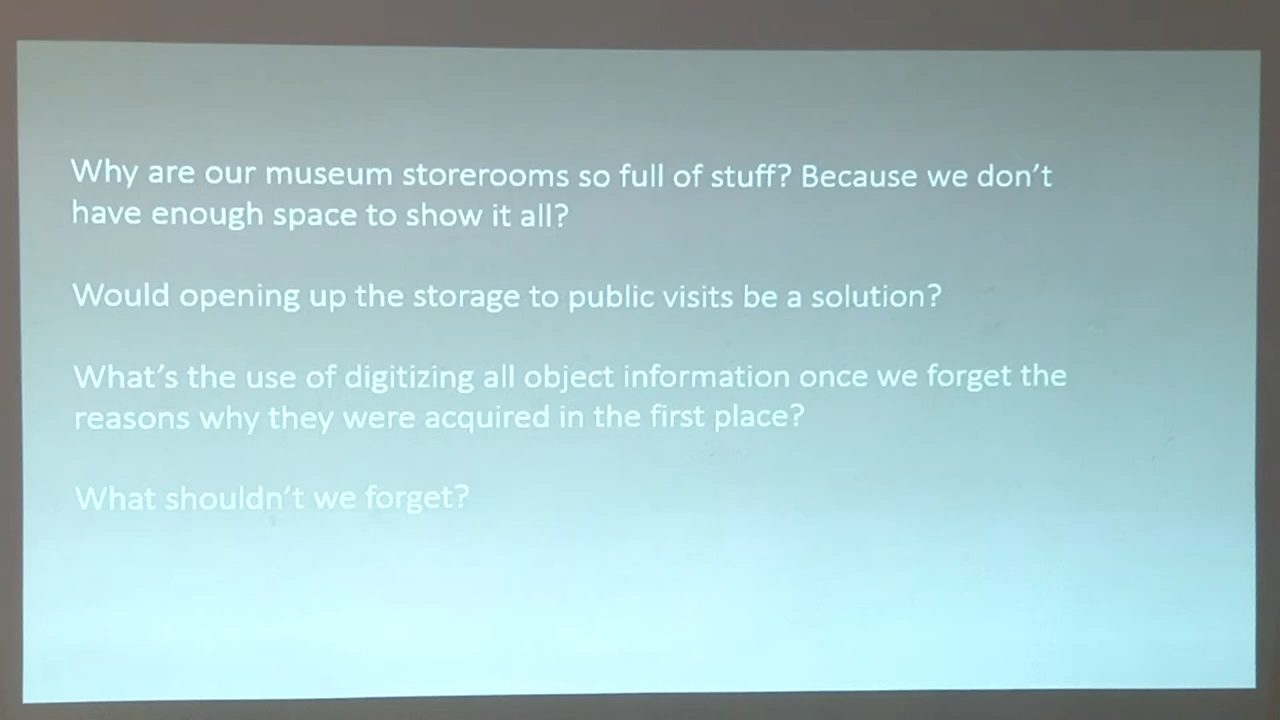 Why are our museum storerooms so full of stuff? Because we don't
have enough space to show it all?
Would opening up the storage to public visits be a solution?
What's the use of digitizing all object information once we forget the
reasons why they were acquired in the first place?
What shouldn't we forget?